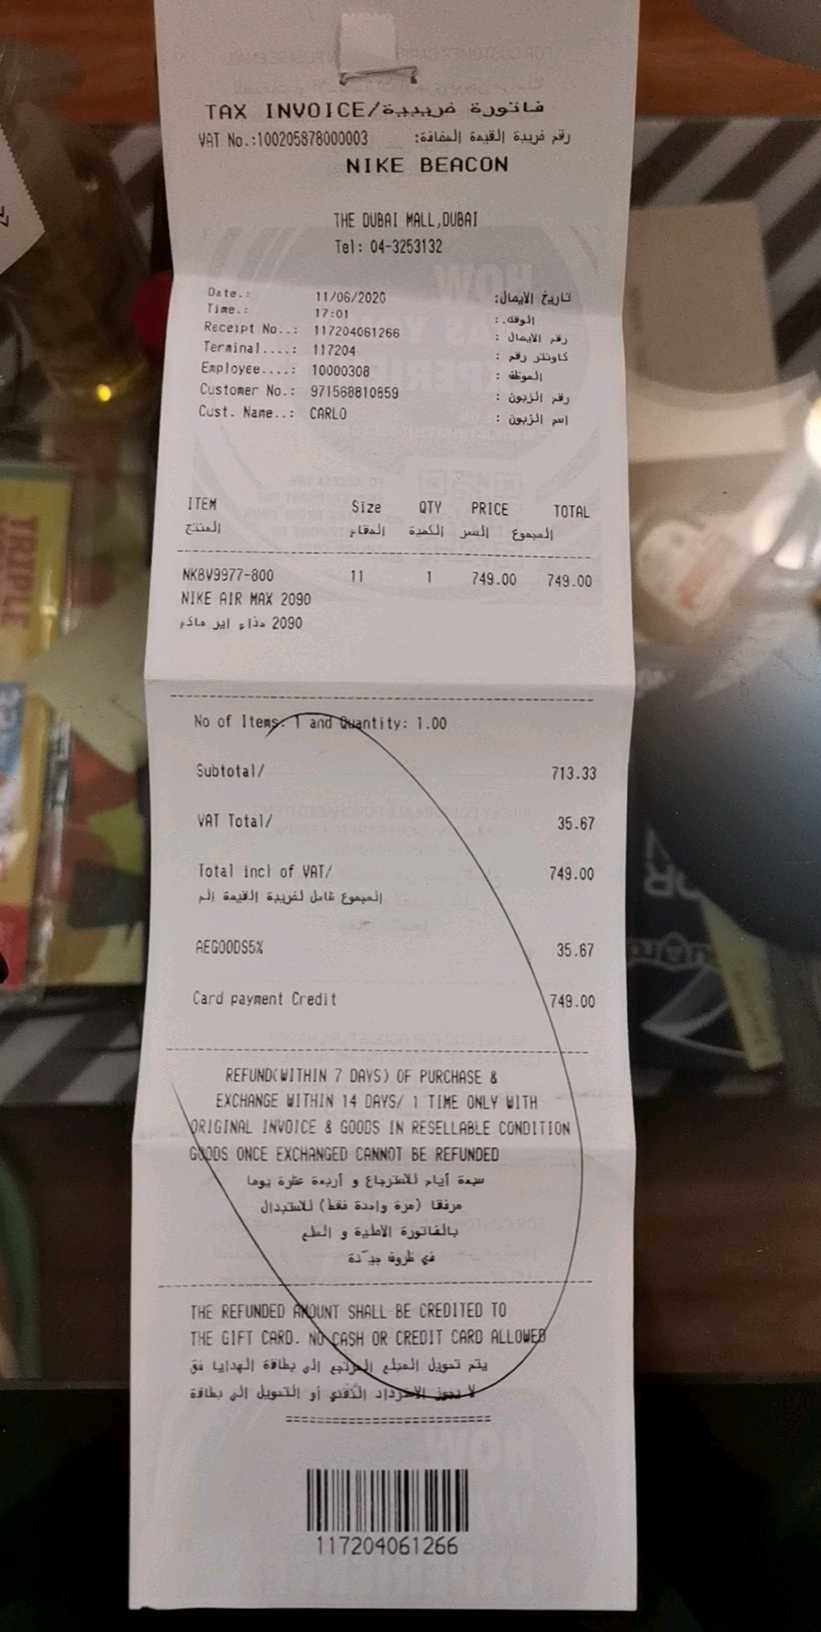 TAX INVOICE/فاتورة ضريبية
VAT No.:100205878000003 رقم ضريبة القيمة المضافة:
NIKE BEACON
THE DUBAI MALL,DUBAI
Tel: 04-3253132
Date.: 11/06/2020 تاريخ الايصال:
Time.: 17:01 الوقت.:
Receipt No..: 117204061266 رقم الايصال :
Terminal....: 117204 كاونتر رقم :
Employee....: 10000308 الموظف :
Customer No.: 971568810859 رقم الزبون :
Cust. Name..: CARLO اسم الزبون :
ITEM Size QTY PRICE TOTAL
المنتج المقاس الكمية السعر المجموع
NKBV9977-800 11 1 749.00 749.00
NIKE AIR MAX 2090
حذاء اير ماكس 2090
No of Items: 1 and Quantity: 1.00
Subtotal/ 713.33
VAT Total/ 35.67
Total incl of VAT/ 749.00
المجموع شامل لضريبة القيمة الم
AEGOODS5% 35.67
Card payment Credit 749.00
REFUND(WITHIN 7 DAYS) OF PURCHASE &
EXCHANGE WITHIN 14 DAYS/ 1 TIME ONLY WITH
ORIGINAL INVOICE & GOODS IN RESELLABLE CONDITION
GOODS ONCE EXCHANGED CANNOT BE REFUNDED
سبعة أيام للاسترجاع و أربعة عشرة يوما
مرفقا (مرة واحدة فقط) للاستبدال
بالفاتورة الاصلية و السلع
في ظروف جيّدة
THE REFUNDED AMOUNT SHALL BE CREDITED TO
THE GIFT CARD. NO CASH OR CREDIT CARD ALLOWED
يتم تحويل المبلغ المرتجع إلى بطاقة الهدايا فق
لا يجوز الاسترداد النّقدي أو التحويل إلى بطاقة
117204061266
TRIPLE